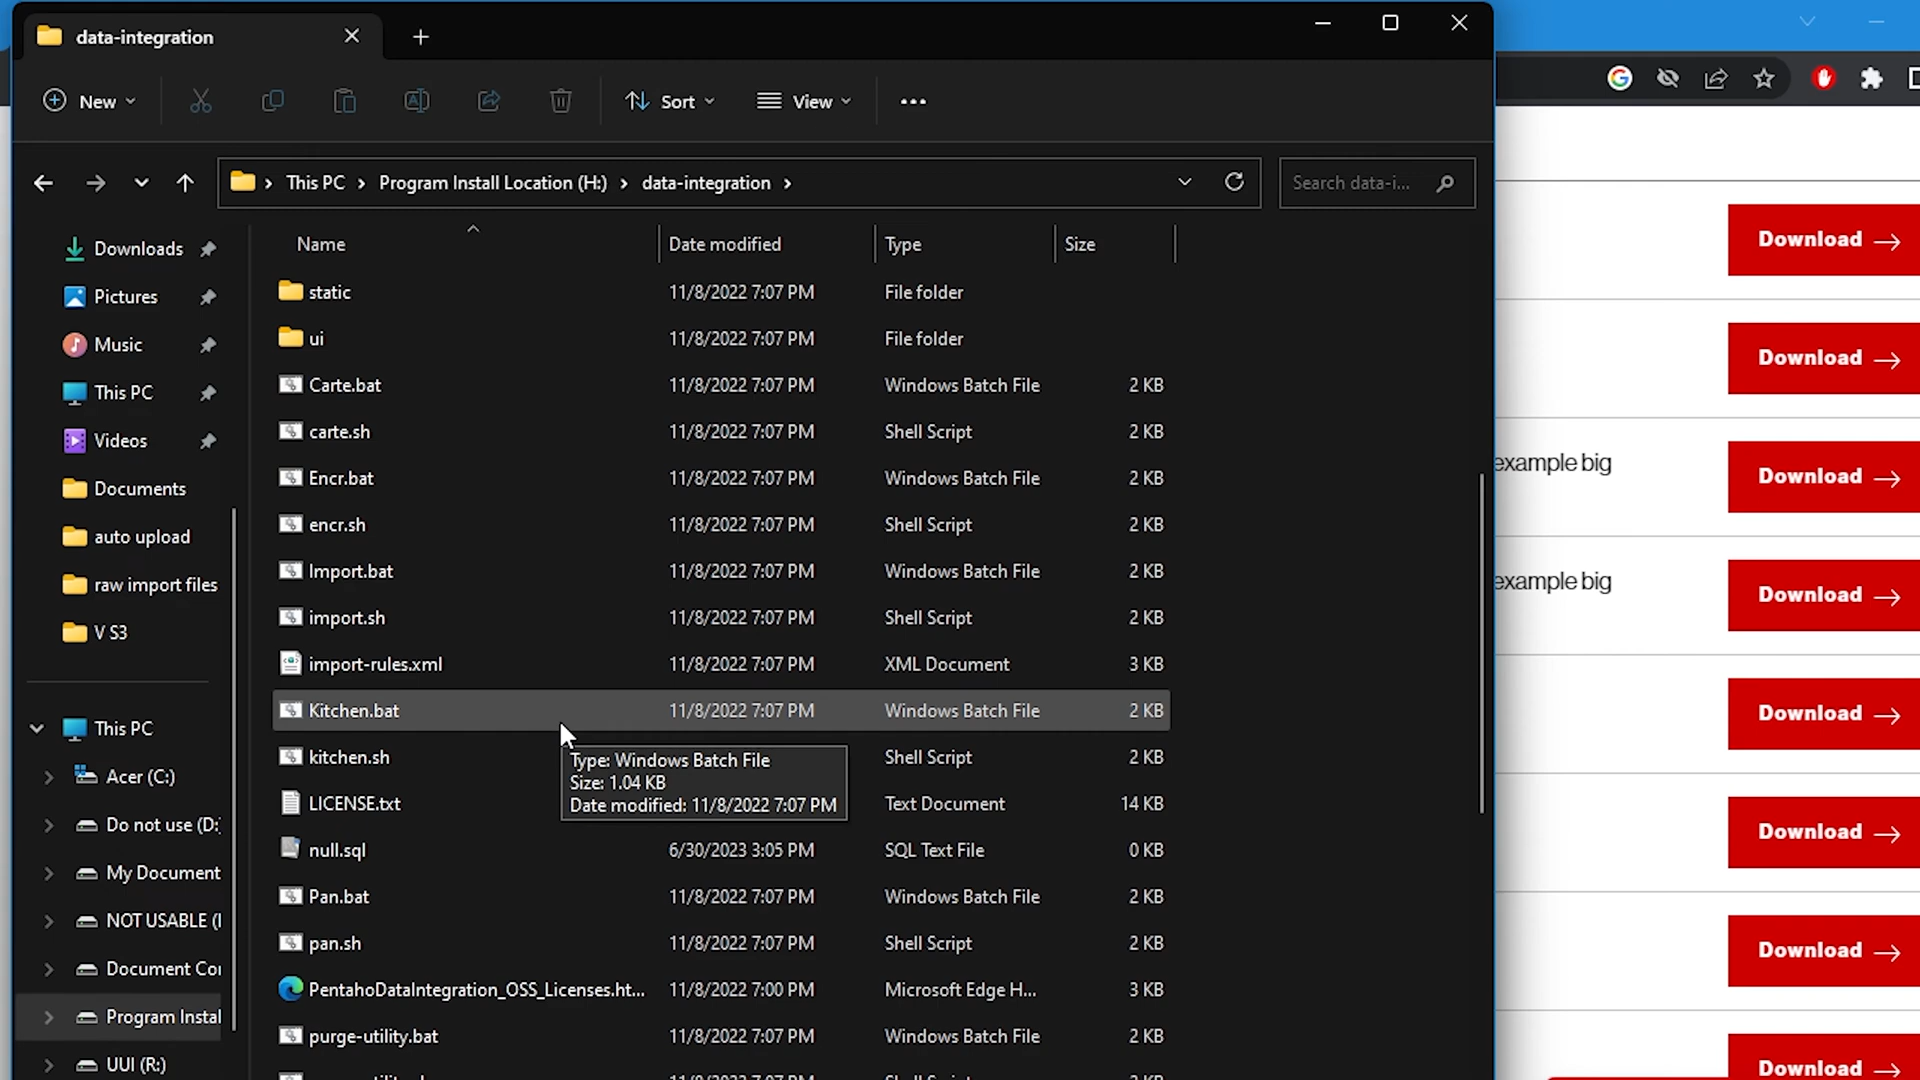 data-integration
New
Sort
View
This PC
Program Install Location (H:)
data-integration
Search data-i...
Downloads
Pictures
Music
This PC
Videos
Documents
auto upload
raw import files
V S3
This PC
Acer (C:)
Do not use (D:
My Document
NOT USABLE (
Document Co
Program Instal
UUI (R:)
Name Date modified Type Size
static 11/8/2022 7:07 PM File folder
ui 11/8/2022 7:07 PM File folder
Carte.bat 11/8/2022 7:07 PM Windows Batch File 2 KB
carte.sh 11/8/2022 7:07 PM Shell Script 2 KB
Encr.bat 11/8/2022 7:07 PM Windows Batch File 2 KB
encr.sh 11/8/2022 7:07 PM Shell Script 2 KB
Import.bat 11/8/2022 7:07 PM Windows Batch File 2 KB
import.sh 11/8/2022 7:07 PM Shell Script 2 KB
import-rules.xml 11/8/2022 7:07 PM XML Document 3 KB
Kitchen.bat 11/8/2022 7:07 PM Windows Batch File 2 KB
kitchen.sh Shell Script 2 KB
LICENSE.txt Text Document 14 KB
null.sql 6/30/2023 3:05 PM SQL Text File 0 KB
Pan.bat 11/8/2022 7:07 PM Windows Batch File 2 KB
pan.sh 11/8/2022 7:07 PM Shell Script 2 KB
PentahoDataIntegration_OSS_Licenses.ht... 11/8/2022 7:00 PM Microsoft Edge H... 3 KB
purge-utility.bat 11/8/2022 7:07 PM Windows Batch File 2 KB
Type: Windows Batch File
Size: 1.04 KB
Date modified: 11/8/2022 7:07 PM
Download
Download
example big
Download
example big
Download
Download
Download
Download
Download